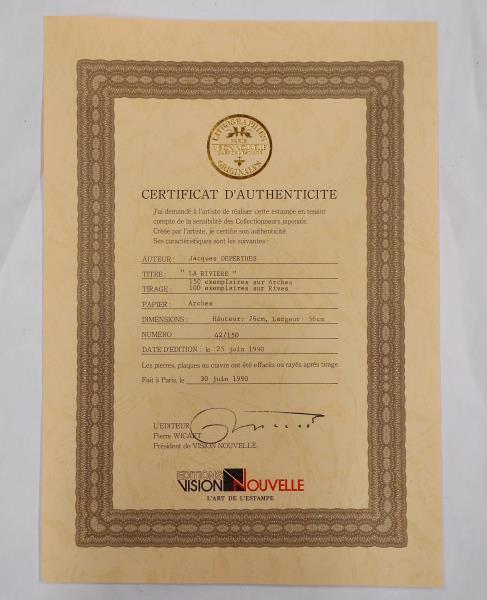 LITHOGRAPHIES
PARIS
ORIGINALES
CERTIFICAT D'AUTHENTICITE
J'ai demandé à l'artiste de réaliser cette estampe en tenant
compte de la sensibilité des Collectionneurs japonais.
Créée par l'artiste, je certifie son authenticité.
Ses caractéristiques sont les suivantes :
AUTEUR : Jacques DEPERTHES
TITRE : " LA RIVIERE "
150 exemplaires sur Arches
TIRAGE : 100 exemplaires sur Rives
PAPIER : Arches
DIMENSIONS : Hauteur: 76cm, Largeur: 56cm
NUMERO : 42/150
DATE D'EDITION : le 25 juin 1990
Les pierres, plaques ou cuivre ont été effacés ou rayés après tirage.
Fait à Paris, le 30 juin 1990
L'EDITEUR
Pierre WICART
Président de VISION NOUVELLE.
EDITIONS
VISION NOUVELLE
L'ART DE L'ESTAMPE